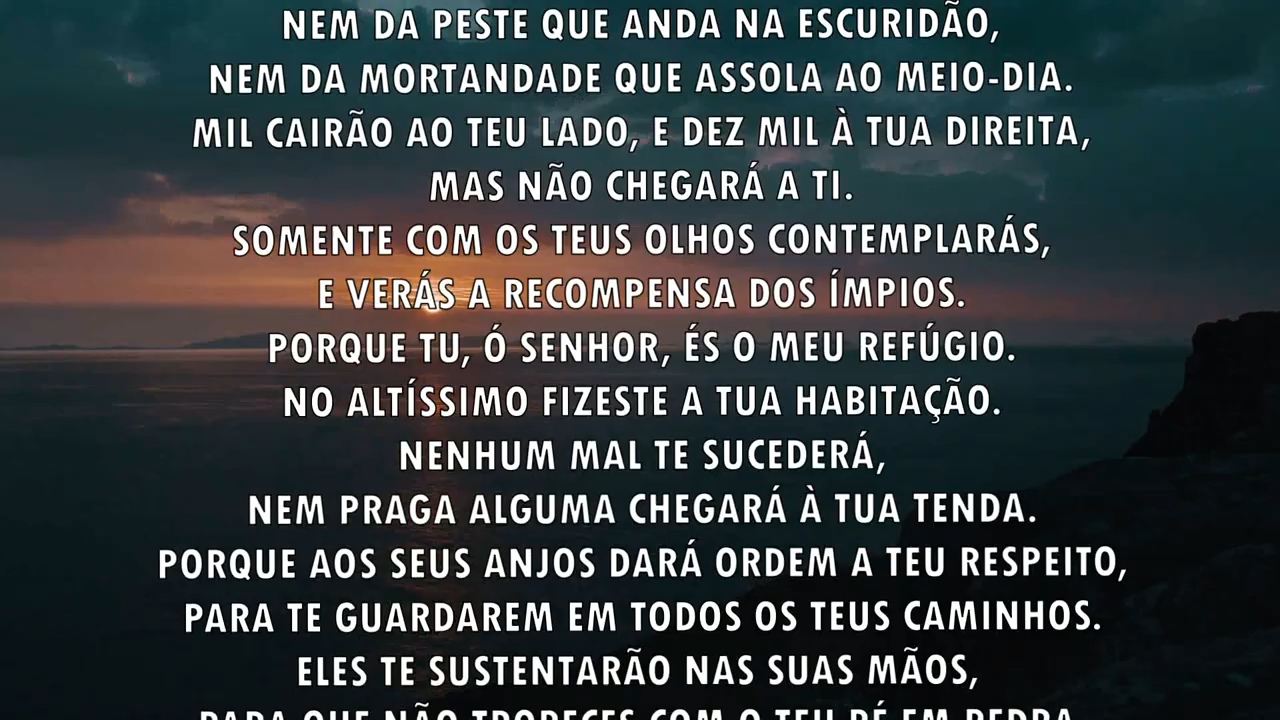 NEM DA PESTE QUE ANDA NA ESCURIDÃO,
NEM DA MORTANDADE QUE ASSOLA AO MEIO-DIA.
MIL CAIRÃO AO TEU LADO, E DEZ MIL À TUA DIREITA,
MAS NÃO CHEGARÁ A TI.
SOMENTE COM OS TEUS OLHOS CONTEMPLARÁS,
E VERÁS A RECOMPENSA DOS ÍMPIOS.
PORQUE TU, Ó SENHOR, ÉS O MEU REFÚGIO.
NO ALTÍSSIMO FIZESTE A TUA HABITAÇÃO.
NENHUM MAL TE SUCEDERÁ,
NEM PRAGA ALGUMA CHEGARÁ À TUA TENDA.
PORQUE AOS SEUS ANJOS DARÁ ORDEM A TEU RESPEITO,
PARA TE GUARDAREM EM TODOS OS TEUS CAMINHOS.
ELES TE SUSTENTARÃO NAS SUAS MÃOS,
PARA QUE NÃO TROPECES COM O TEU PÉ EM PEDRA.